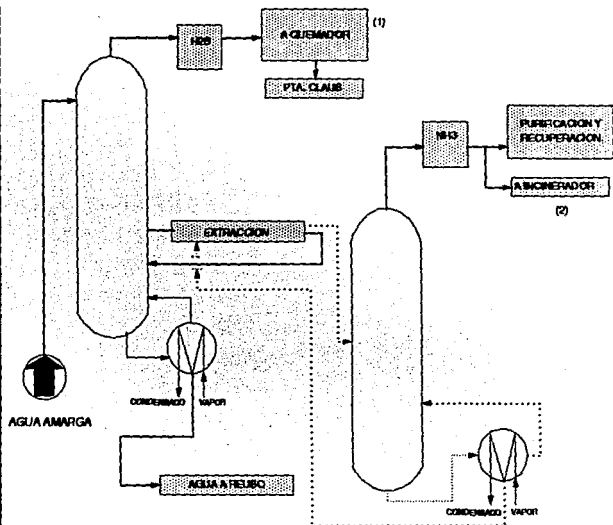 H2S
A QUEMADOR
(1)
PTA. CLAUS
NH3
PURIFICACION Y
RECUPERACION
A INCINERADOR
(2)
EXTRACCION
CONDENSADO
VAPOR
AGUA AMARGA
AGUA A REUSO
CONDENSADO
VAPOR